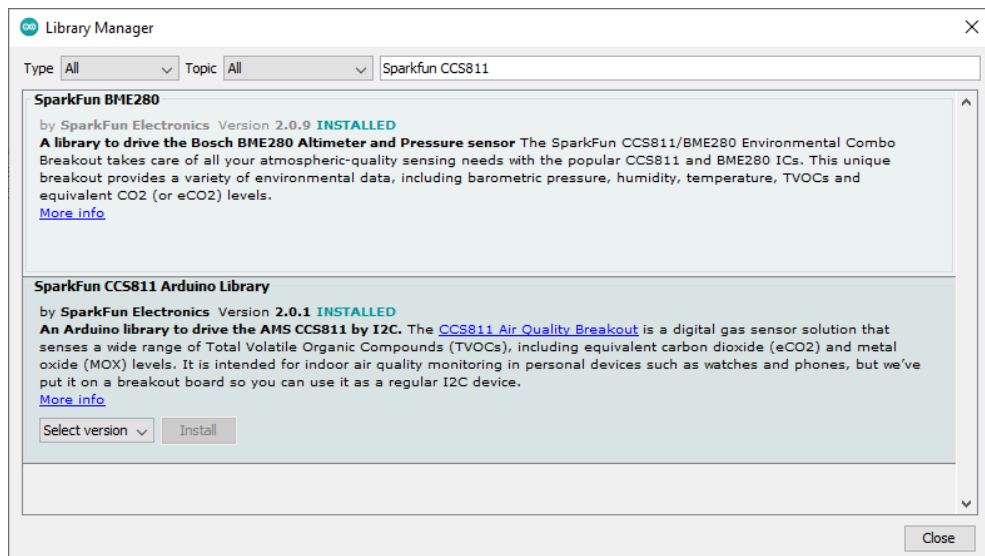 Library Manager
Type All Topic All Sparkfun CCS811
SparkFun BME280
by SparkFun Electronics Version 2.0.9 INSTALLED
A library to drive the Bosch BME280 Altimeter and Pressure sensor The SparkFun CCS811/BME280 Environmental Combo
Breakout takes care of all your atmospheric-quality sensing needs with the popular CCS811 and BME280 ICs. This unique
breakout provides a variety of environmental data, including barometric pressure, humidity, temperature, TVOCs and
equivalent CO2 (or eCO2) levels.
More info
SparkFun CCS811 Arduino Library
by SparkFun Electronics Version 2.0.1 INSTALLED
An Arduino library to drive the AMS CCS811 by I2C. The CCS811 Air Quality Breakout is a digital gas sensor solution that
senses a wide range of Total Volatile Organic Compounds (TVOCs), including equivalent carbon dioxide (eCO2) and metal
oxide (MOX) levels. It is intended for indoor air quality monitoring in personal devices such as watches and phones, but we've
put it on a breakout board so you can use it as a regular I2C device.
More info
Select version Install
Close